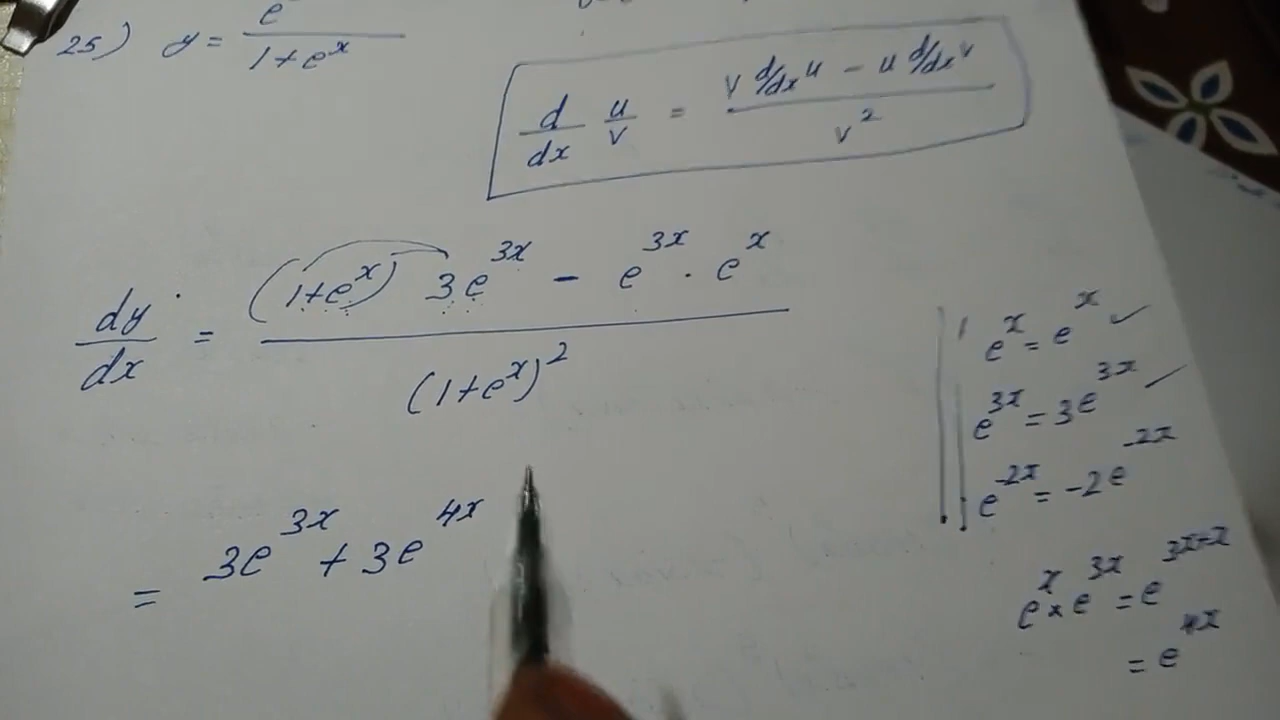 25) y = e / 1+e^x
d/dx u/v = (v d/dx u - u d/dx v) / v^2
dy/dx = ((1+e^x) 3e^3x - e^3x . e^x) / (1+e^x)^2
= 3e^3x + 3e^4x
e^x = e^x ✓
e^3x = 3e^3x ✓
e^-2x = -2e^-2x
e^x × e^3x = e^3x+x
= e^4x